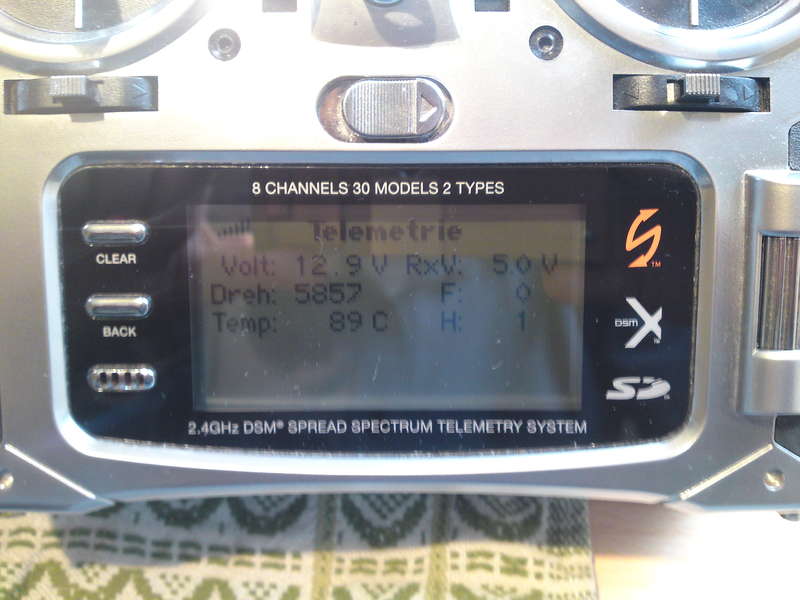 8 CHANNELS 30 MODELS 2 TYPES
Telemetrie
Volt: 12.9 V RxV: 5.0 V
Dreh: 5857 F: 0
Temp: 89 C H: 1
CLEAR
BACK
TM
DSM X
SD
2.4GHz DSM® SPREAD SPECTRUM TELEMETRY SYSTEM